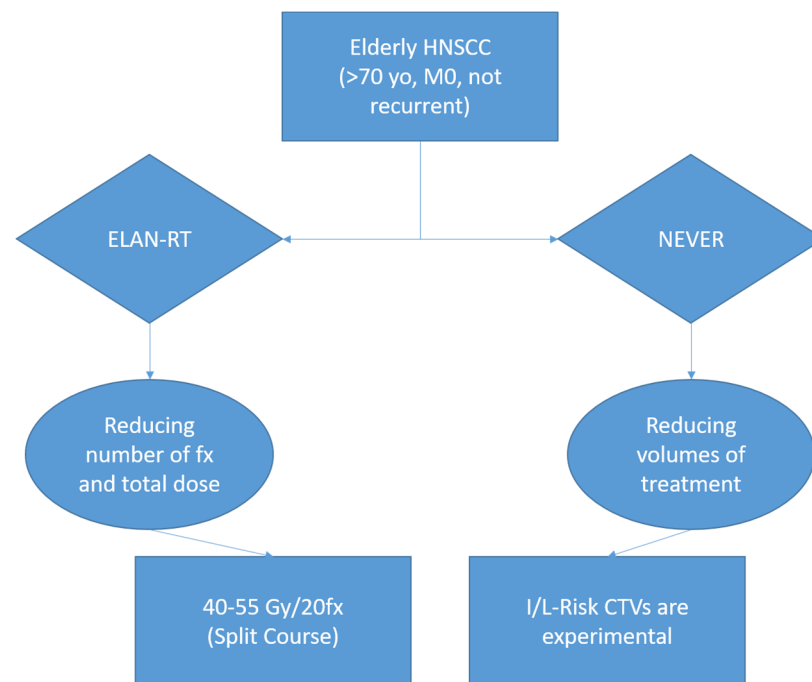 Elderly HNSCC
(>70 yo, M0, not
recurrent)
ELAN-RT
NEVER
Reducing
number of fx
and total dose
Reducing
volumes of
treatment
40-55 Gy/20fx
(Split Course)
I/L-Risk CTVs are
experimental